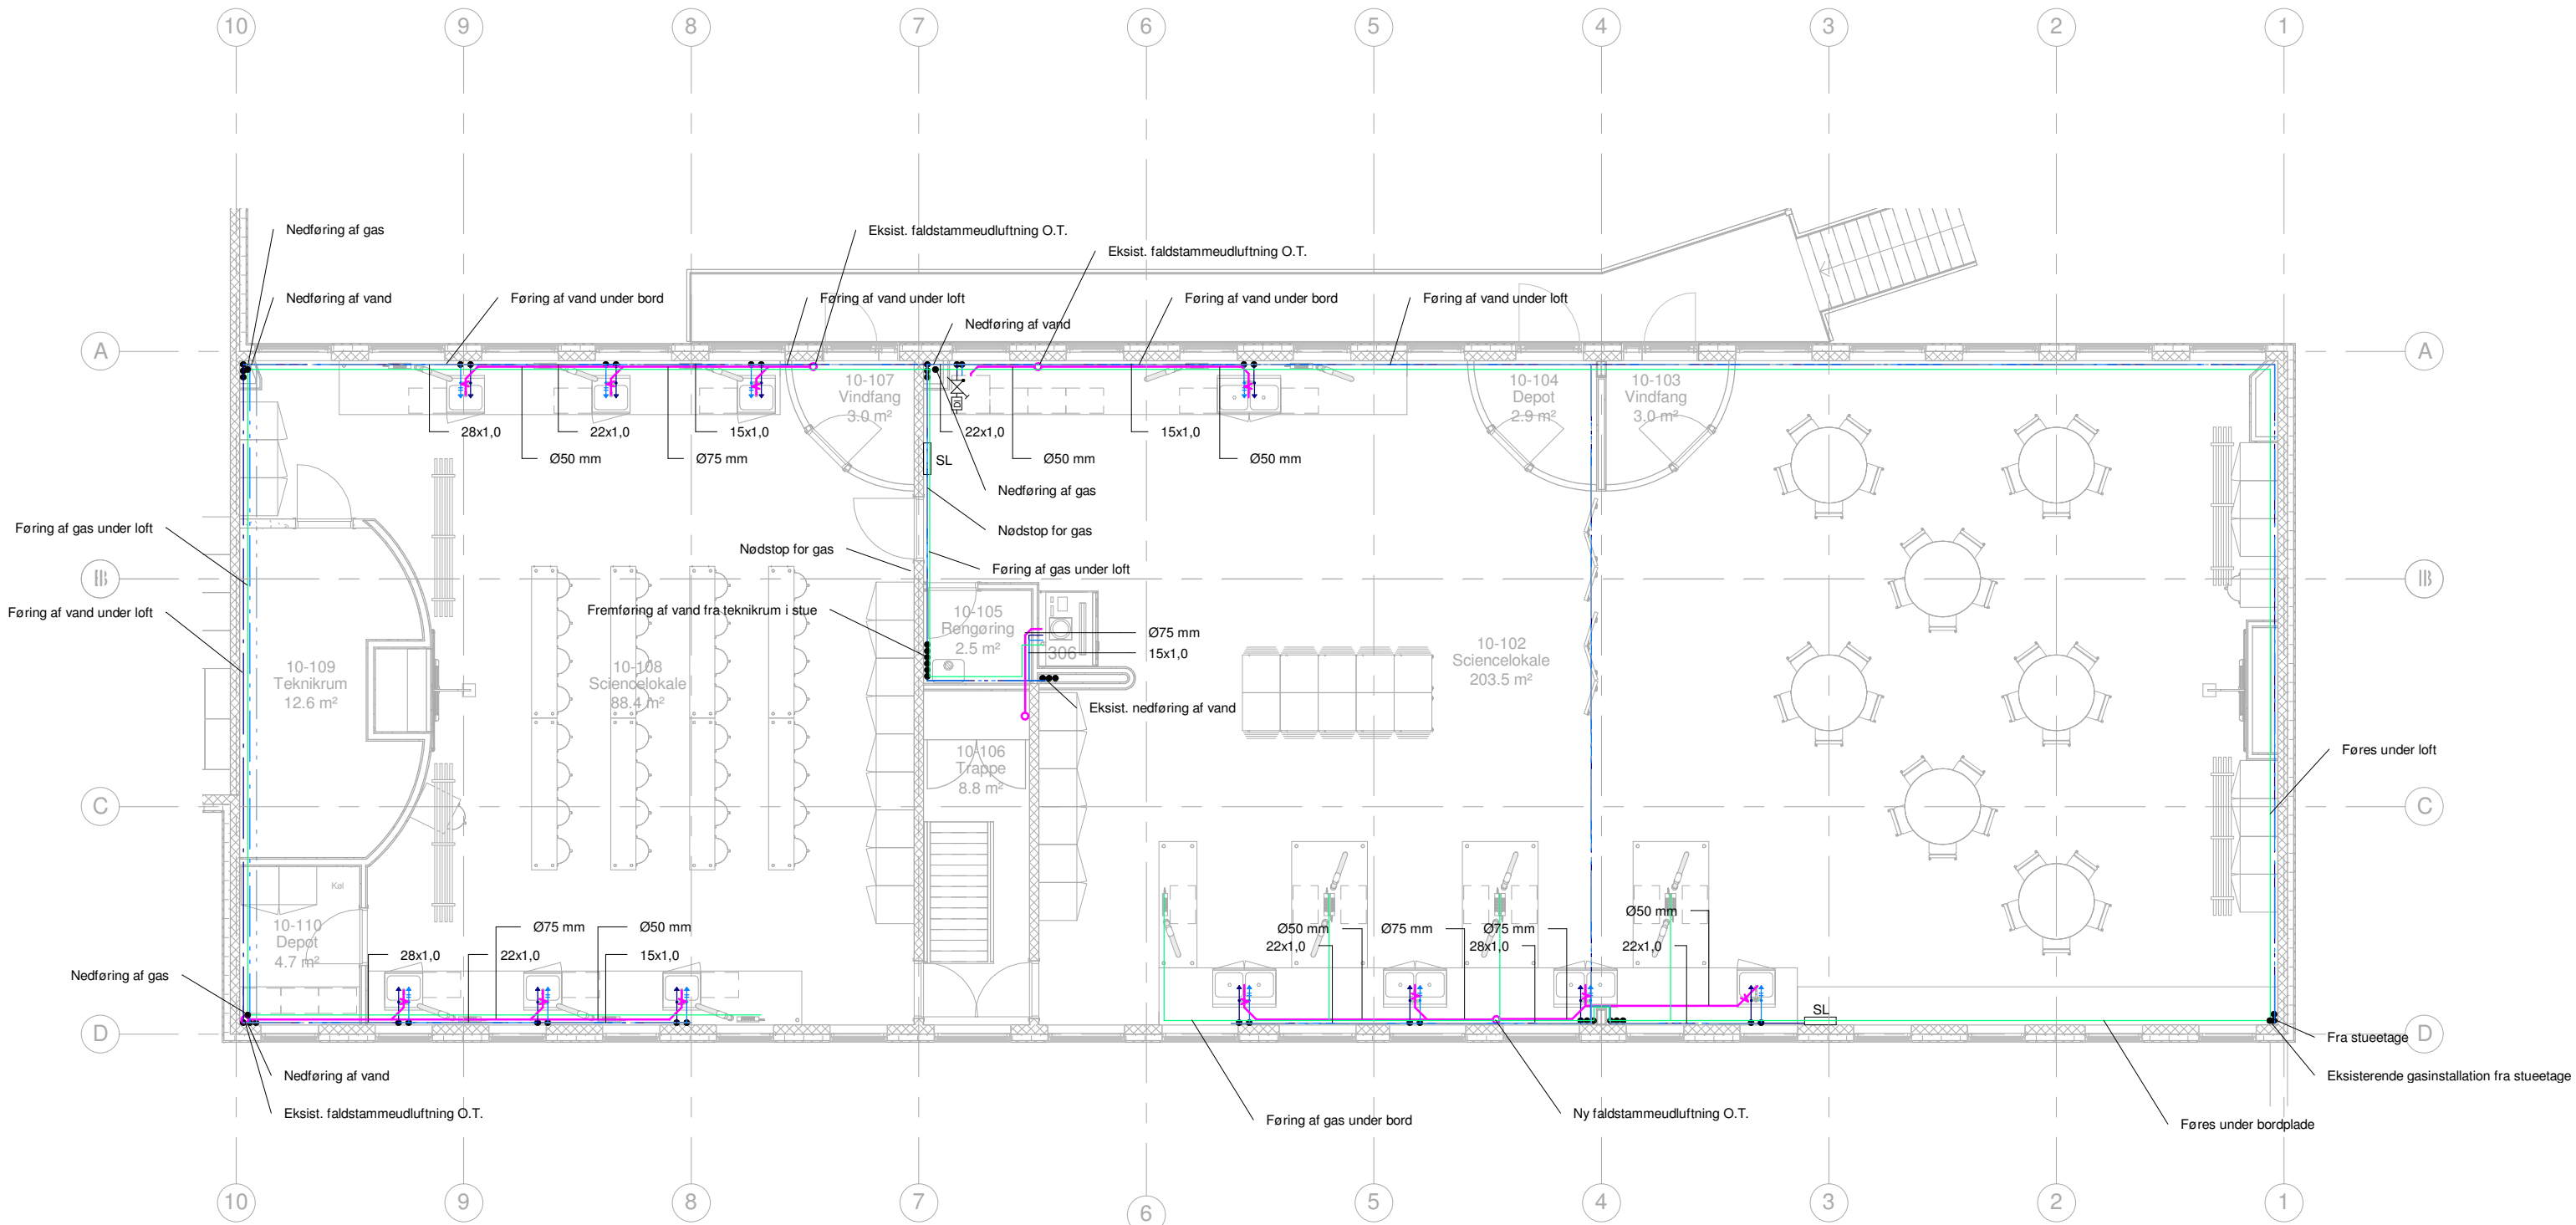 10 9 8 7 6 5 4 3 2 1
Nedføring af gas
Eksist. faldstammeudluftning O.T.
Eksist. faldstammeudluftning O.T.
Nedføring af vand
Føring af vand under bord
Føring af vand under loft
Føring af vand under bord
Føring af vand under loft
Nedføring af vand
A
A
10-107
Vindfang
3.0 m²
10-104
Depot
2.9 m²
10-103
Vindfang
3.0 m²
28x1,0
22x1,0
15x1,0
22x1,0
15x1,0
Ø50 mm
Ø75 mm
Ø50 mm
Ø50 mm
SL
Nedføring af gas
Føring af gas under loft
Nødstop for gas
Nødstop for gas
Føring af gas under loft
B
B
Føring af vand under loft
Fremføring af vand fra teknikrum i stue
10-105
Rengøring
2.5 m²
306
Ø75 mm
15x1,0
10-102
Sciencelokale
203.5 m²
10-109
Teknikrum
12.6 m²
10-108
Sciencelokale
88.4 m²
Eksist. nedføring af vand
10-106
Trappe
8.8 m²
Føres under loft
C
C
Køl
10-110
Depot
4.7 m²
Ø75 mm
Ø50 mm
28x1,0
22x1,0
15x1,0
Ø50 mm
Ø50 mm
Ø75 mm
Ø75 mm
22x1,0
28x1,0
22x1,0
Nedføring af gas
SL
D
D
Fra stueetage
Nedføring af vand
Eksisterende gasinstallation fra stueetage
Eksist. faldstammeudluftning O.T.
Føring af gas under bord
Ny faldstammeudluftning O.T.
Føres under bordplade
10 9 8 7 6 5 4 3 2 1